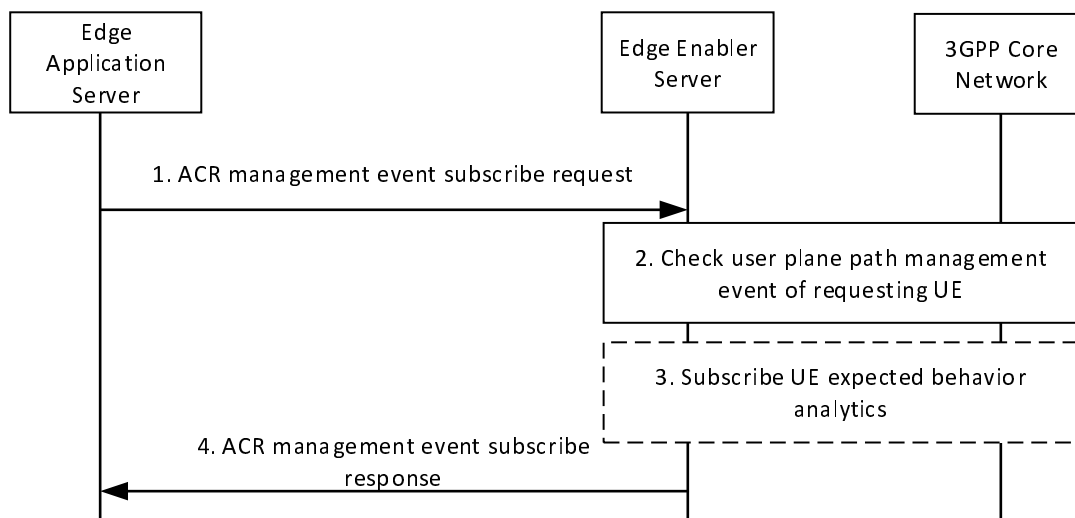 Edge
Application
Server
Edge Enabler
Server
3GPP Core
Network
1. ACR management event subscribe request
2. Check user plane path management
event of requesting UE
3. Subscribe UE expected behavior
analytics
4. ACR management event subscribe
response